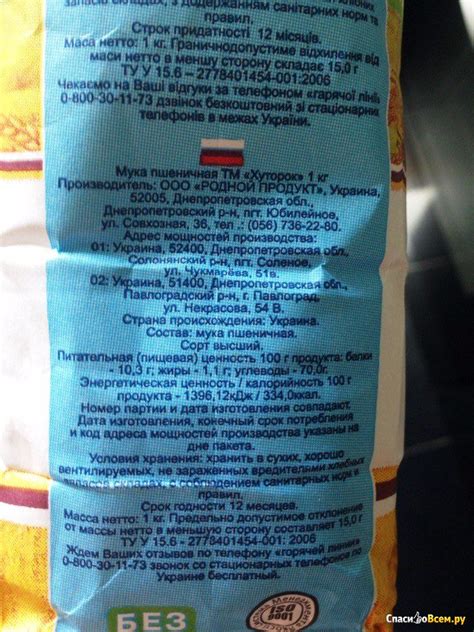 запасів складах, з додержанням санітарних норм та
правил.
Строк придатності 12 місяців.
Маса нетто: 1 кг. Граничнодопустиме відхилення від
маси нетто в меншу сторону складає 15,0 г
ТУ У 15.6 – 2778401454-001:2006
Чекаємо на Ваші відгуки за телефоном «гарячої лінії»
0-800-30-11-73 дзвінок безкоштовний зі стаціонарних
телефонів в межах України.
Мука пшеничная ТМ «Хуторок» 1 кг
Производитель: ООО «РОДНОЙ ПРОДУКТ», Украина,
52005, Днепропетровская обл.,
Днепропетровский р-н, пгт. Юбилейное,
ул. Совхозная, 36, тел .: (056) 736-22-80.
Адрес мощностей производства:
01: Украина, 52400, Днепропетровская обл.,
Солонянский р-н, пгт. Соленое,
ул. Чукмарёва, 51в.
02: Украина, 51400, Днепропетровская обл.,
Павлоградский р-н, г. Павлоград,
ул. Некрасова, 54 В.
Страна происхождения: Украина.
Состав: мука пшеничная.
Сорт высший.
Питательная (пищевая) ценность 100 г продукта: белки
- 10,3 г; жиры - 1,1 г; углеводы - 70,0г.
Энергетическая ценность / калорийность 100 г
продукта - 1396,12кДж / 334,0ккал.
Номер партии и дата изготовления совпадают.
Дата изготовления, конечный срок потребления
и код адреса мощностей производства указаны на
дне пакета.
Условия хранения: хранить в сухих, хорошо
вентилируемых, не зараженных вредителями хлебных
запасов складах, с соблюдением санитарных норм и
правил.
Срок годности 12 месяцев.
Масса нетто: 1 кг. Предельно допустимое отклонение
от массы нетто в меньшую сторону составляет 15,0 г
ТУ У 15.6 – 2778401454-001: 2006
Ждем Ваших отзывов по телефону «горячей линии»
0-800-30-11-73 звонок со стационарных телефонов по
Украине бесплатный.
БЕЗ
ISO
9001
СпасибоВсем.ру